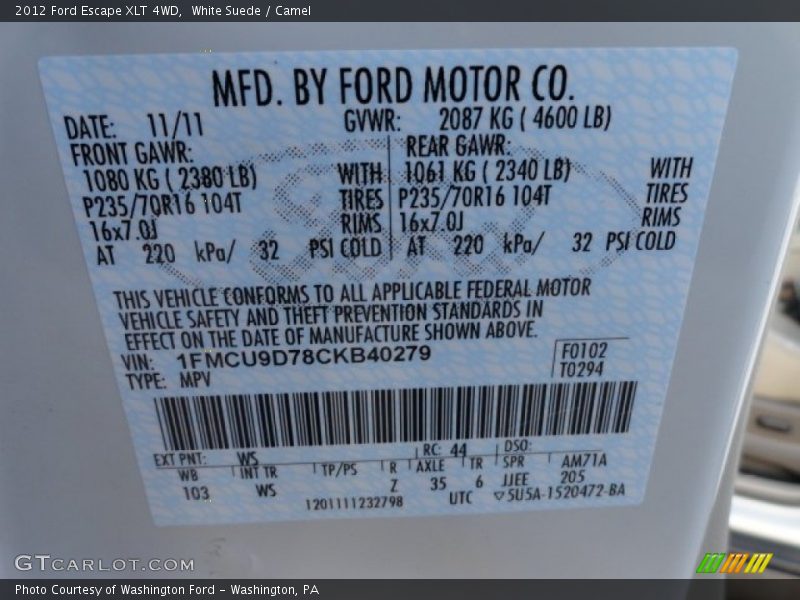 2012 Ford Escape XLT 4WD, White Suede / Camel
MFD. BY FORD MOTOR CO.
DATE: 11/11 GVWR: 2087 KG ( 4600 LB)
FRONT GAWR: REAR GAWR:
1080 KG ( 2380 LB) WITH 1061 KG ( 2340 LB) WITH
P235/70R16 104T TIRES P235/70R16 104T TIRES
16x7.0J RIMS 16x7.0J RIMS
AT 220 kPa/ 32 PSI COLD AT 220 kPa/ 32 PSI COLD
THIS VEHICLE CONFORMS TO ALL APPLICABLE FEDERAL MOTOR
VEHICLE SAFETY AND THEFT PREVENTION STANDARDS IN
EFFECT ON THE DATE OF MANUFACTURE SHOWN ABOVE.
VIN: 1FMCU9D78CKB40279 F0102
TYPE: MPV T0294
EXT PNT: WS RC: 44 DSO:
WB INT TR TP/PS R AXLE TR SPR AM71A
103 WS Z 35 6 JJEE 205
1201111232798 UTC ▽5U5A-1520472-BA
GTCARLOT.COM
Photo Courtesy of Washington Ford - Washington, PA